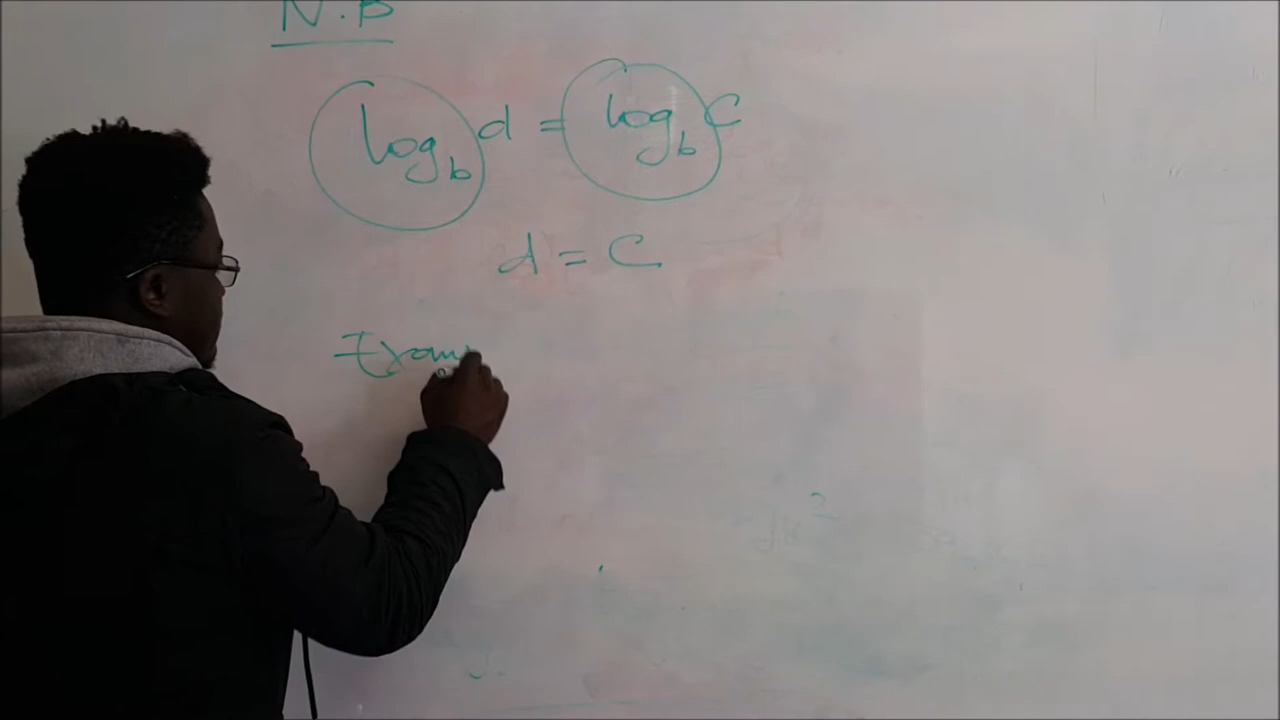 N.B
log_b d = log_b C
d = C
Exam